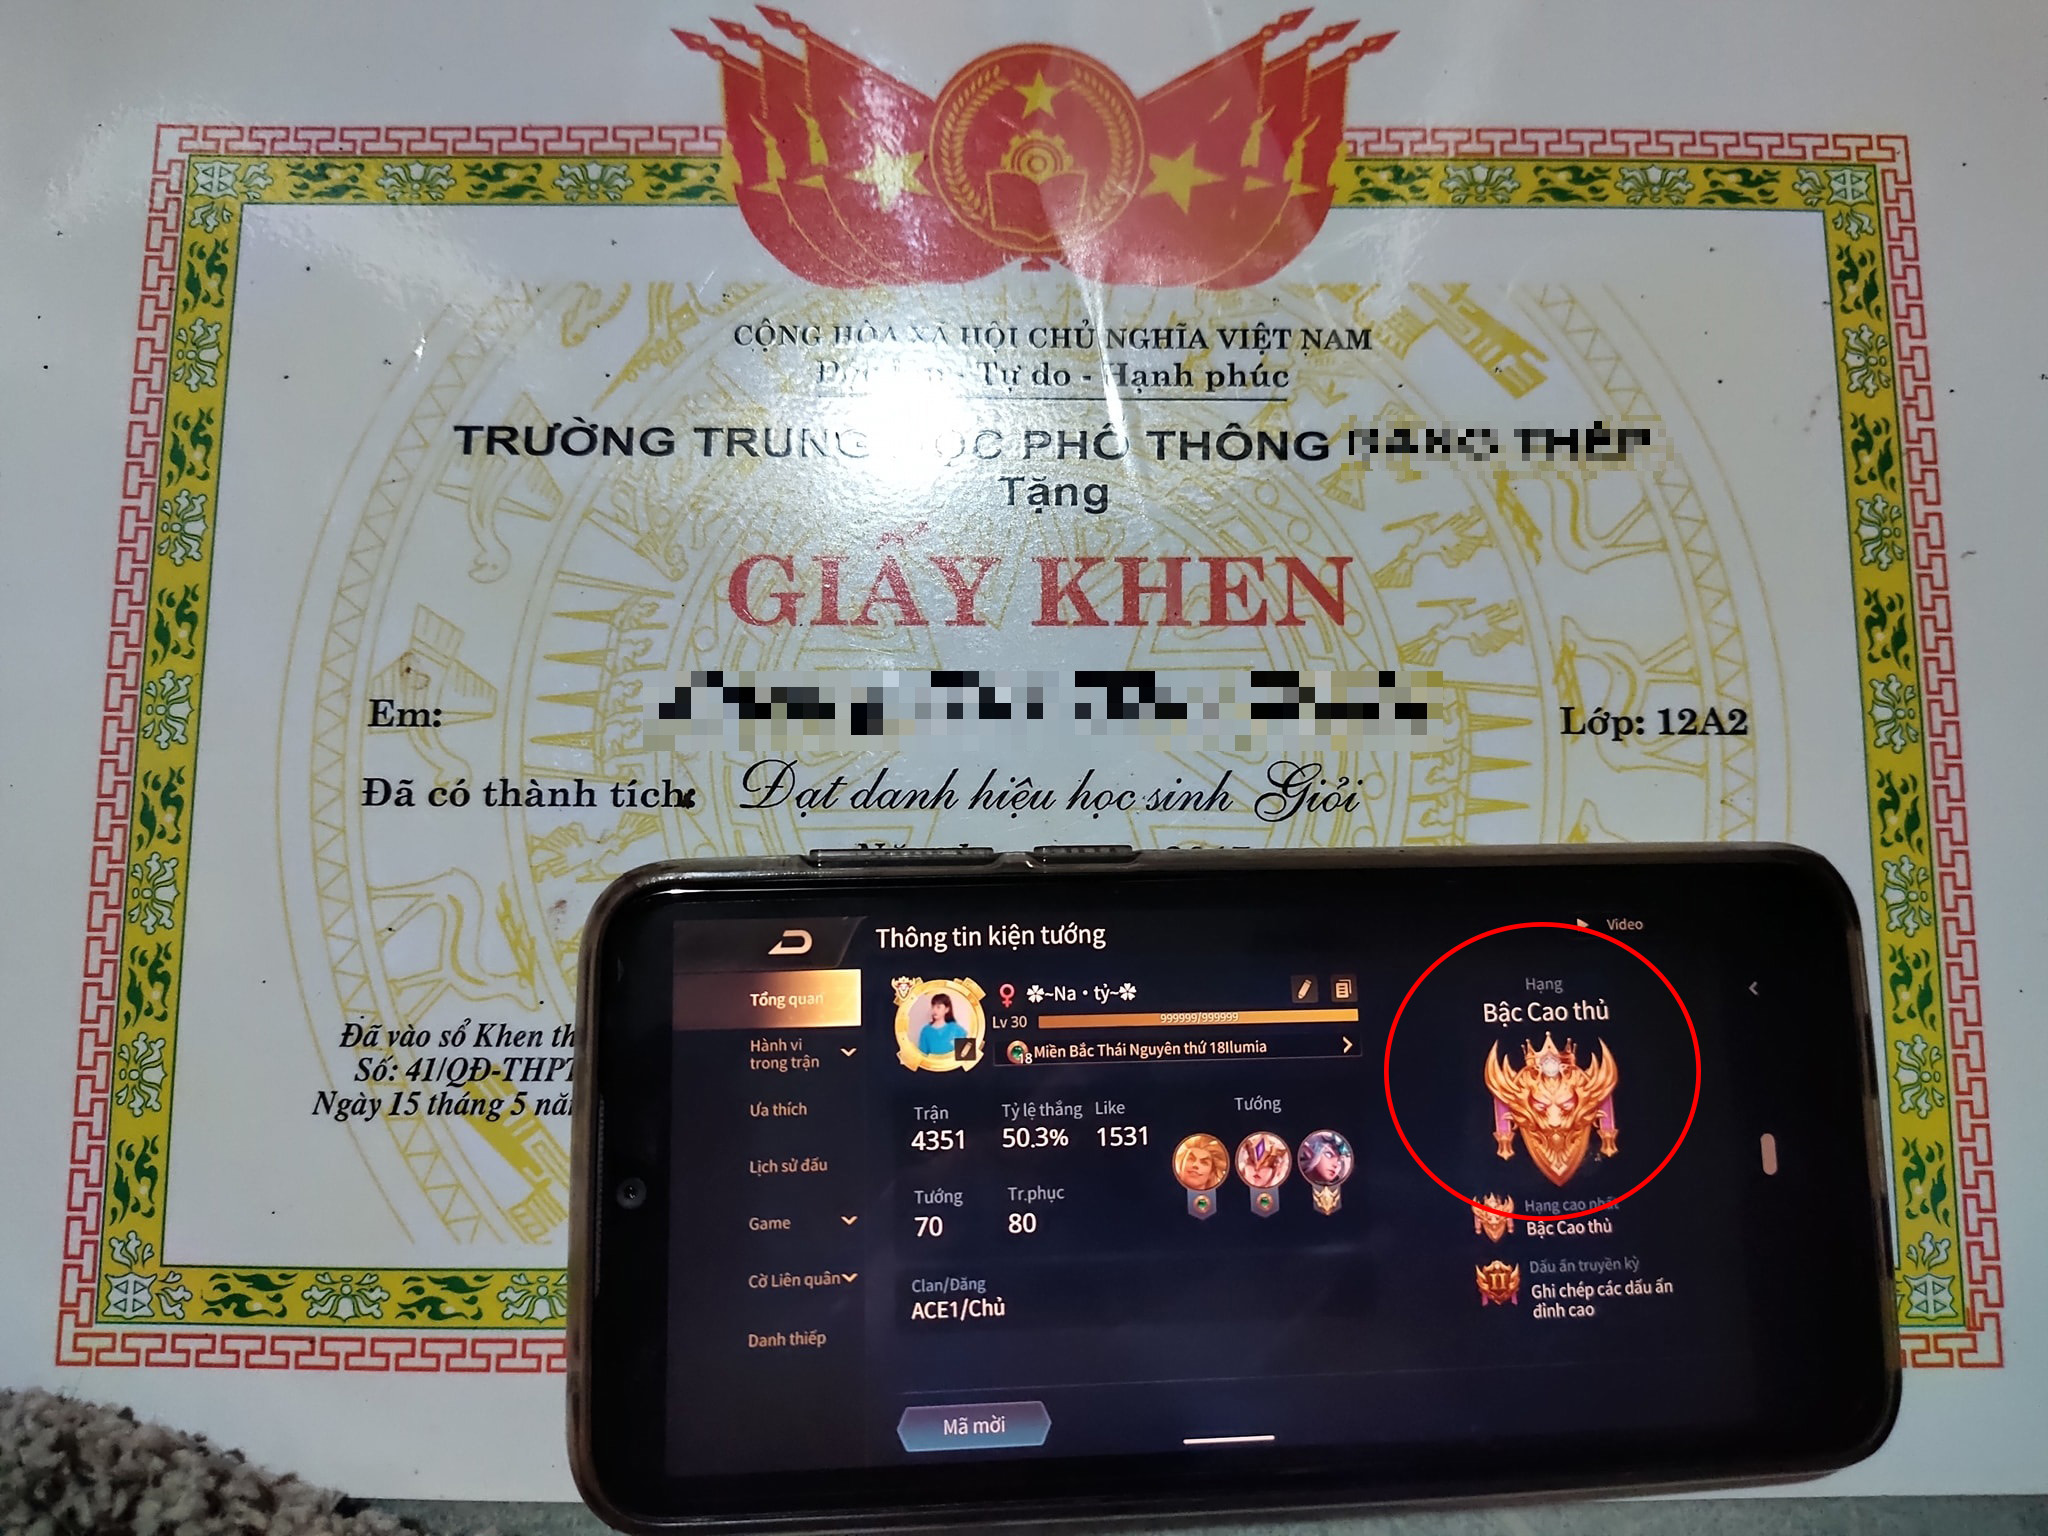 CỘNG HÒA XÃ HỘI CHỦ NGHĨA VIỆT NAM
Tự do - Hạnh phúc
TRƯỜNG TRUNG HỌC PHỔ THÔNG
Tặng
GIẤY KHEN
Em:
Lớp: 12A2
Đã có thành tích: Đạt danh hiệu học sinh Giỏi
Đã vào sổ Khen
Số: 41/QĐ-THPT
Ngày 15 tháng 5
Thông tin kiện tướng
Video
Tổng quan
Hành vi
trong trận
Ưa thích
Lịch sử đấu
Game
Cờ Liên quân
Danh thiếp
✽~Na • tỷ~✽
Lv 30
999999/999999
18 Miền Bắc Thái Nguyên thứ 18Ilumia
Trận
4351
Tỷ lệ thắng
50.3%
Like
1531
Tướng
Tướng
70
Tr.phục
80
Clan/Đăng
ACE1/Chủ
Mã mời
Hạng
Bậc Cao thủ
Hạng cao nhất
Bậc Cao thủ
II
Dấu ấn truyền kỳ
Ghi chép các dấu ấn
đỉnh cao